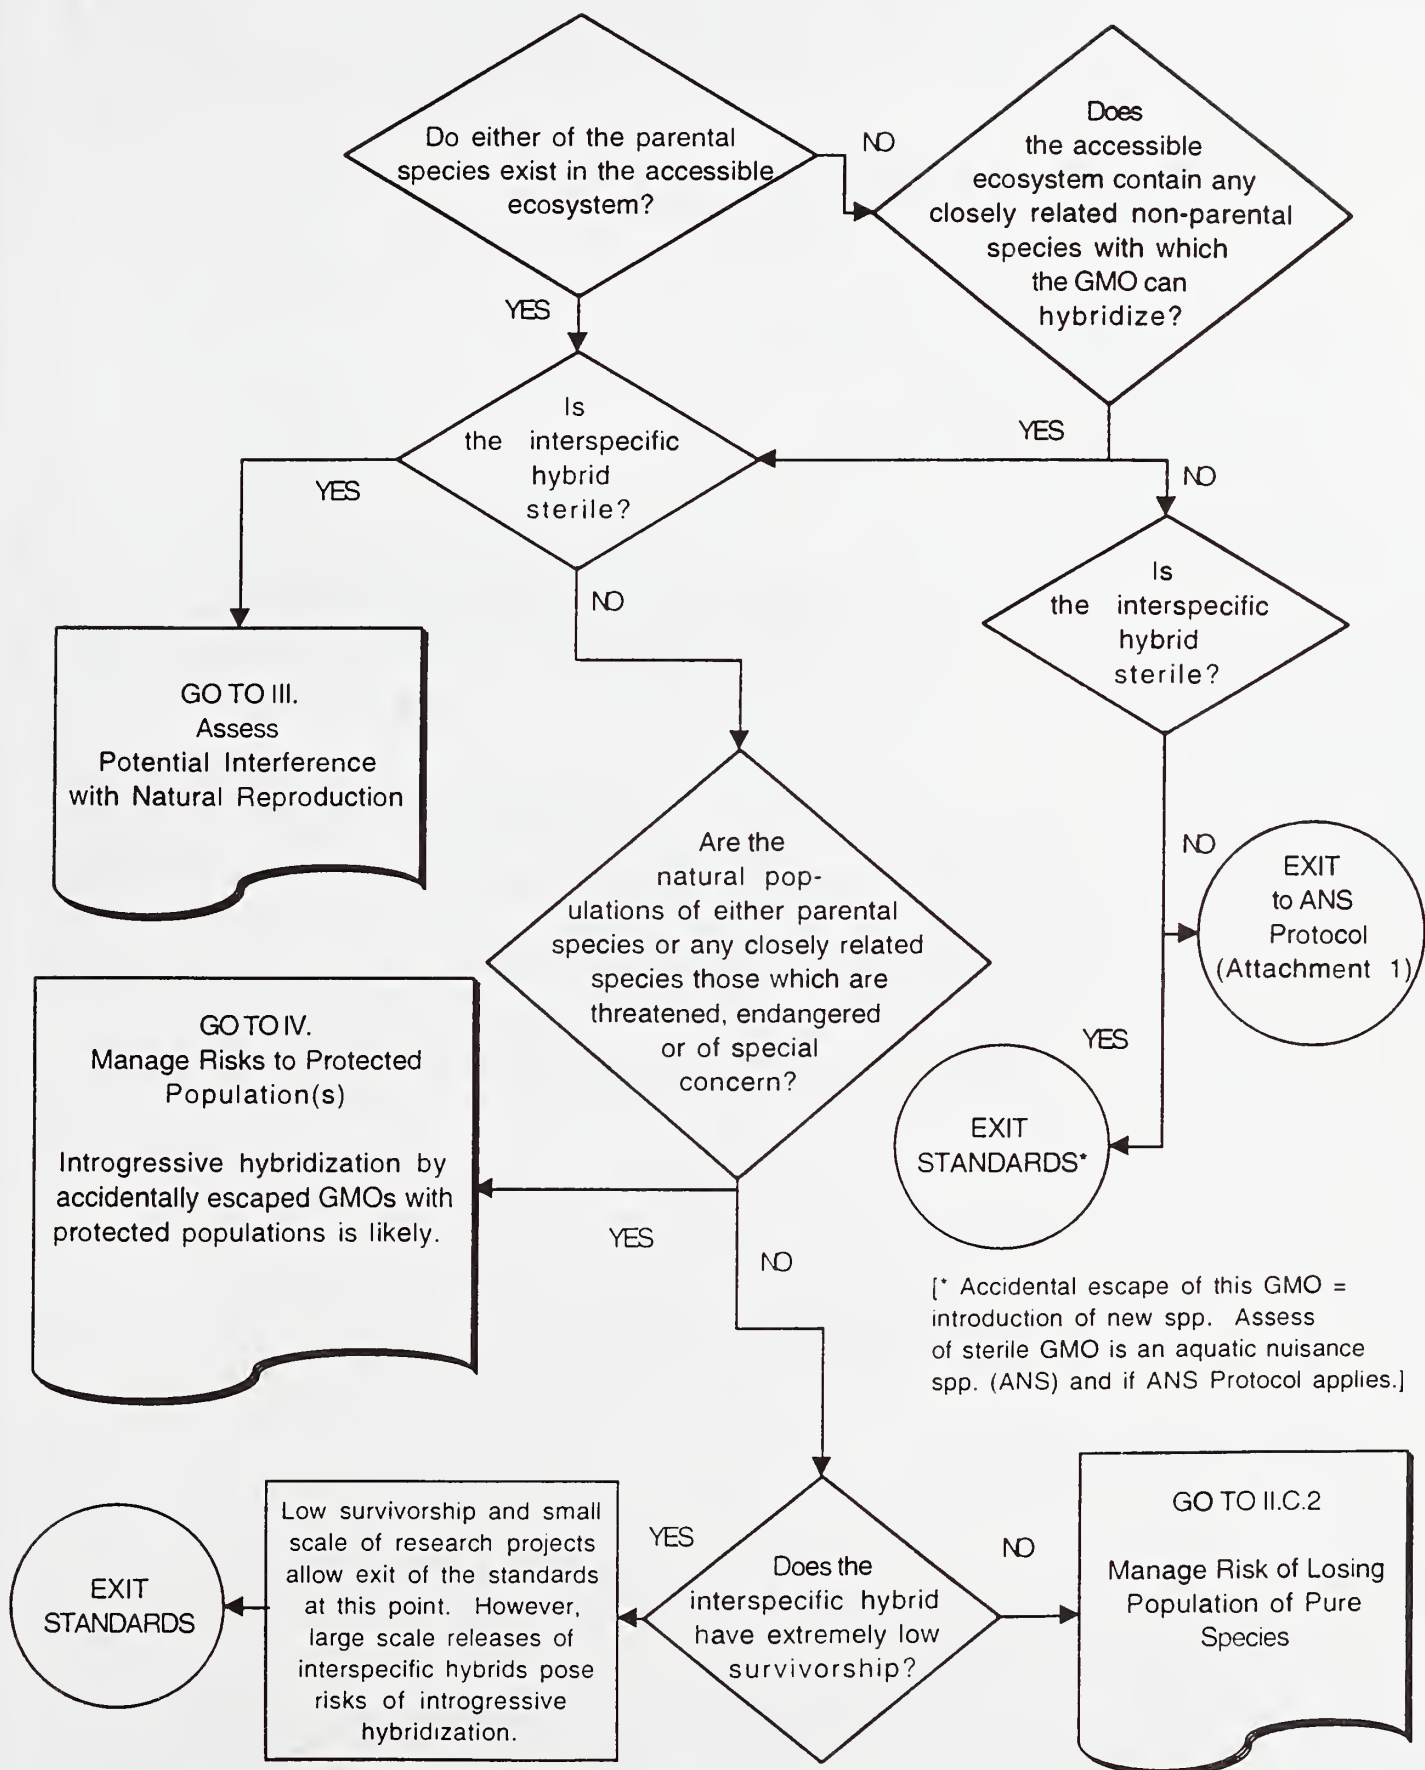 Do either of the parental
species exist in the accessible
ecosystem?
NO
Does
the accessible
ecosystem contain any
closely related non-parental
species with which
the GMO can
hybridize?
YES
YES
Is
the interspecific
hybrid
sterile?
YES
NO
NO
Is
the interspecific
hybrid
sterile?
GO TO III.
Assess
Potential Interference
with Natural Reproduction
Are the
natural pop-
ulations of either parental
species or any closely related
species those which are
threatened, endangered
or of special
concern?
NO
EXIT
to ANS
Protocol
(Attachment 1)
YES
EXIT
STANDARDS*
GO TO IV.
Manage Risks to Protected
Population(s)
Introgressive hybridization by
accidentally escaped GMOs with
protected populations is likely.
YES
NO
[* Accidental escape of this GMO =
introduction of new spp. Assess
of sterile GMO is an aquatic nuisance
spp. (ANS) and if ANS Protocol applies.]
EXIT
STANDARDS
Low survivorship and small
scale of research projects
allow exit of the standards
at this point. However,
large scale releases of
interspecific hybrids pose
risks of introgressive
hybridization.
YES
Does the
interspecific hybrid
have extremely low
survivorship?
NO
GO TO II.C.2
Manage Risk of Losing
Population of Pure
Species